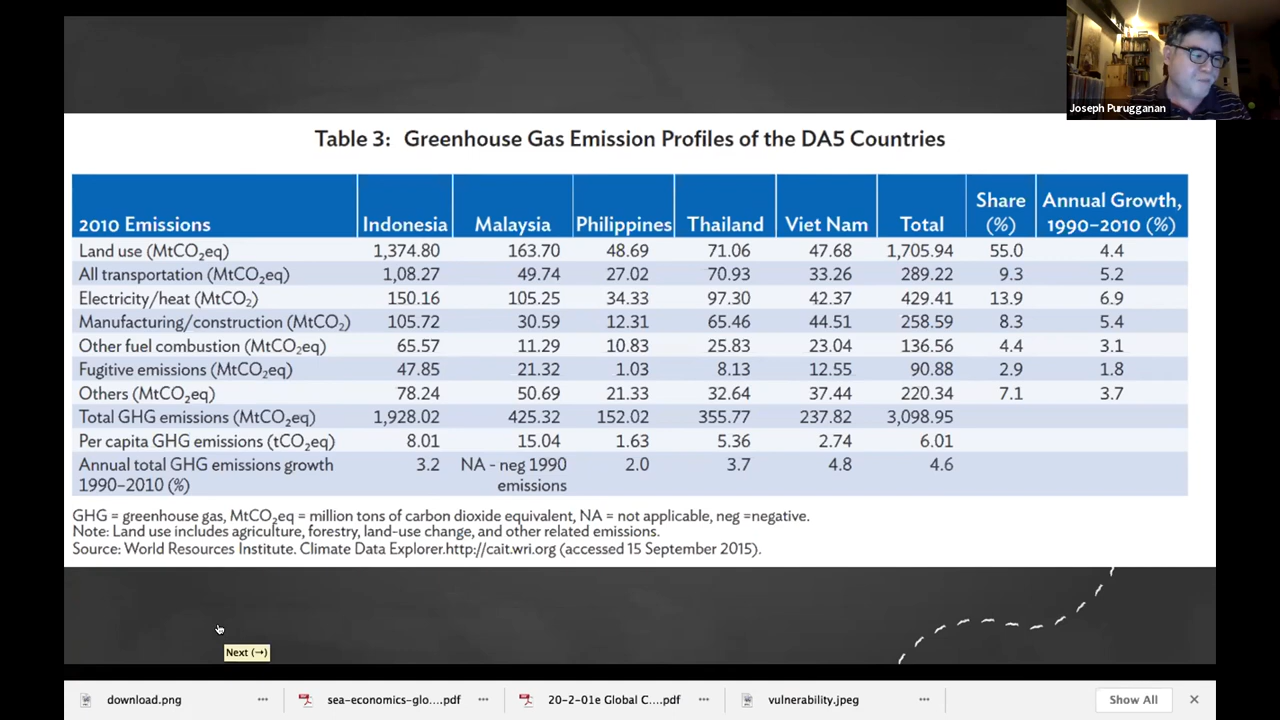 Joseph Purugganan
Table 3: Greenhouse Gas Emission Profiles of the DA5 Countries
2010 Emissions Indonesia Malaysia Philippines Thailand Viet Nam Total Share (%) Annual Growth, 1990–2010 (%)
Land use (MtCO₂eq) 1,374.80 163.70 48.69 71.06 47.68 1,705.94 55.0 4.4
All transportation (MtCO₂eq) 1,08.27 49.74 27.02 70.93 33.26 289.22 9.3 5.2
Electricity/heat (MtCO₂) 150.16 105.25 34.33 97.30 42.37 429.41 13.9 6.9
Manufacturing/construction (MtCO₂) 105.72 30.59 12.31 65.46 44.51 258.59 8.3 5.4
Other fuel combustion (MtCO₂eq) 65.57 11.29 10.83 25.83 23.04 136.56 4.4 3.1
Fugitive emissions (MtCO₂eq) 47.85 21.32 1.03 8.13 12.55 90.88 2.9 1.8
Others (MtCO₂eq) 78.24 50.69 21.33 32.64 37.44 220.34 7.1 3.7
Total GHG emissions (MtCO₂eq) 1,928.02 425.32 152.02 355.77 237.82 3,098.95
Per capita GHG emissions (tCO₂eq) 8.01 15.04 1.63 5.36 2.74 6.01
Annual total GHG emissions growth 3.2 NA - neg 1990 2.0 3.7 4.8 4.6
1990–2010 (%) emissions
GHG = greenhouse gas, MtCO₂eq = million tons of carbon dioxide equivalent, NA = not applicable, neg =negative.
Note: Land use includes agriculture, forestry, land-use change, and other related emissions.
Source: World Resources Institute. Climate Data Explorer.http://cait.wri.org (accessed 15 September 2015).
Next (→)
download.png ... sea-economics-glo....pdf ... 20-2-01e Global C....pdf ... vulnerability.jpeg ... Show All